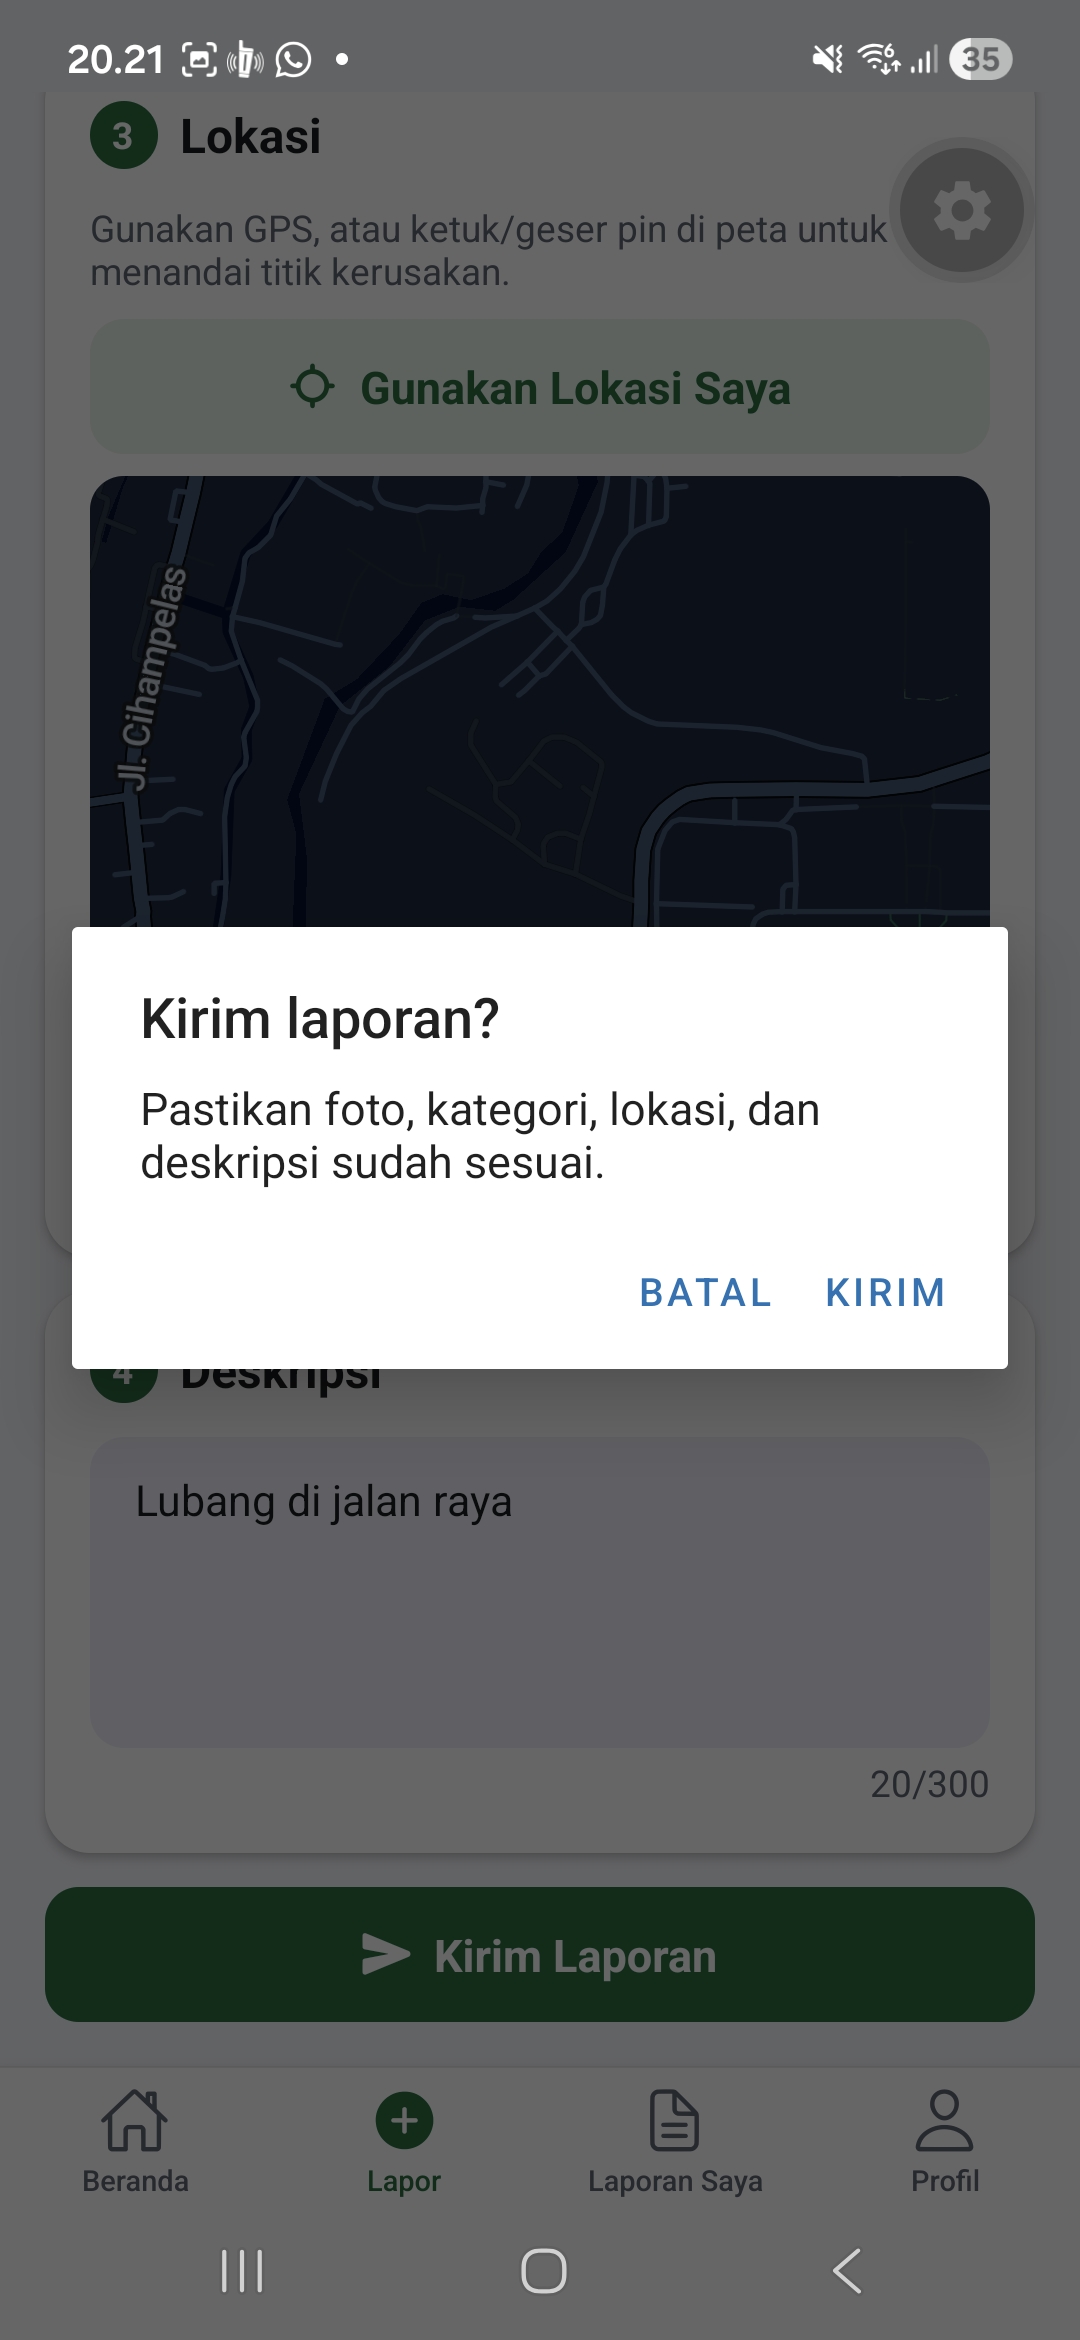 20.21
6
35
3 Lokasi
Gunakan GPS, atau ketuk/geser pin di peta untuk
menandai titik kerusakan.
Gunakan Lokasi Saya
Jl. Cihampelas
Kirim laporan?
Pastikan foto, kategori, lokasi, dan
deskripsi sudah sesuai.
BATAL KIRIM
4 Deskripsi
Lubang di jalan raya
20/300
Kirim Laporan
Beranda Lapor Laporan Saya Profil